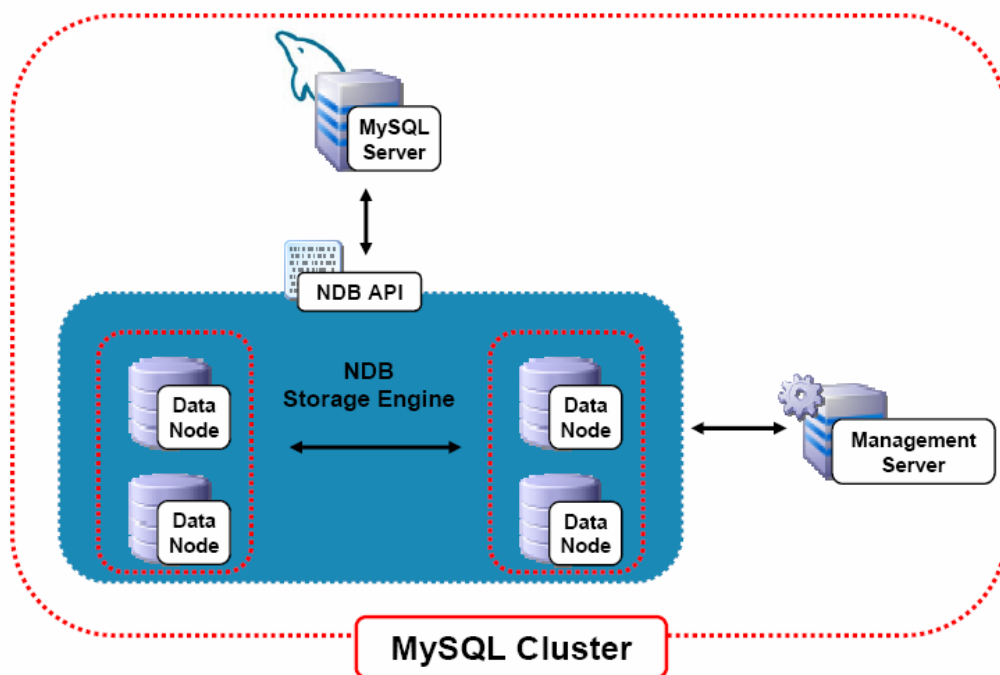 MySQL
Server
NDB API
NDB
Storage Engine
Data
Node
Data
Node
Data
Node
Data
Node
Management
Server
MySQL Cluster